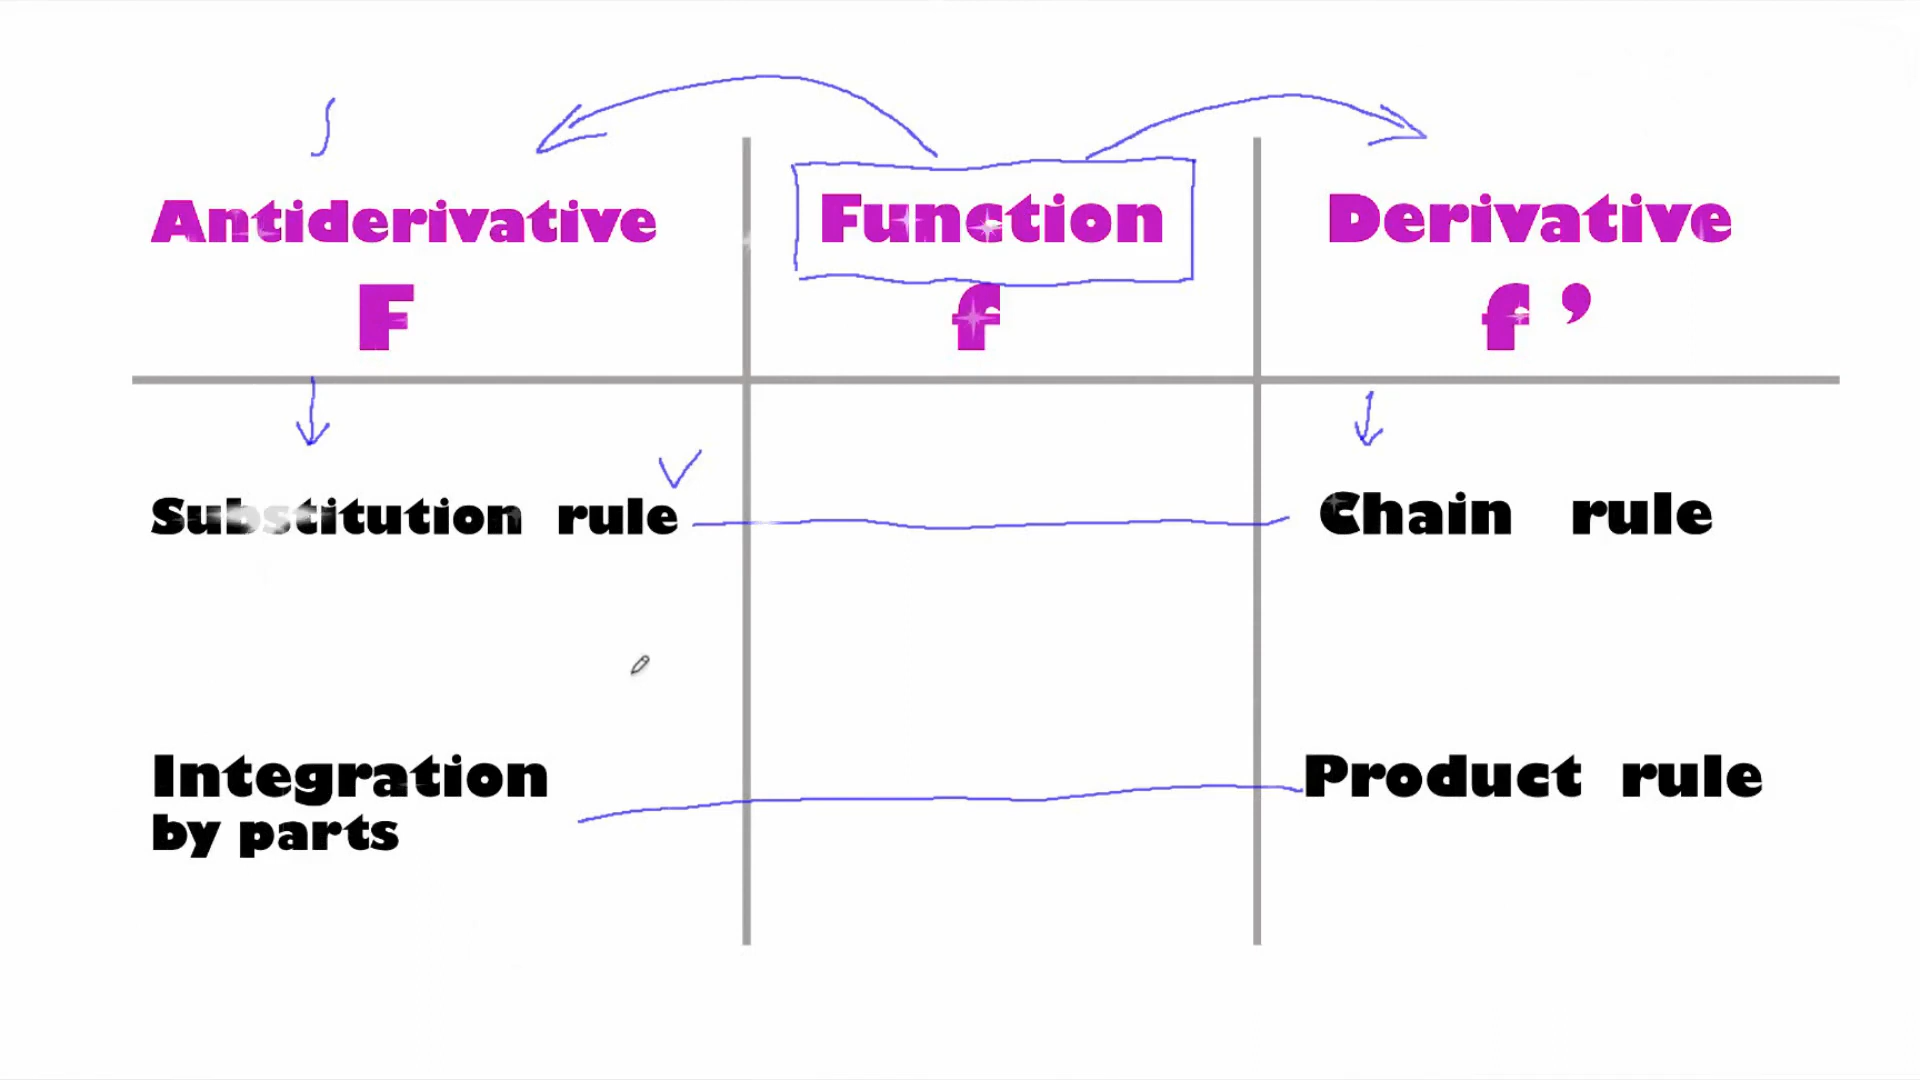 ∫
Antiderivative Function Derivative
F f f’
Substitution rule Chain rule
Integration Product rule
by parts